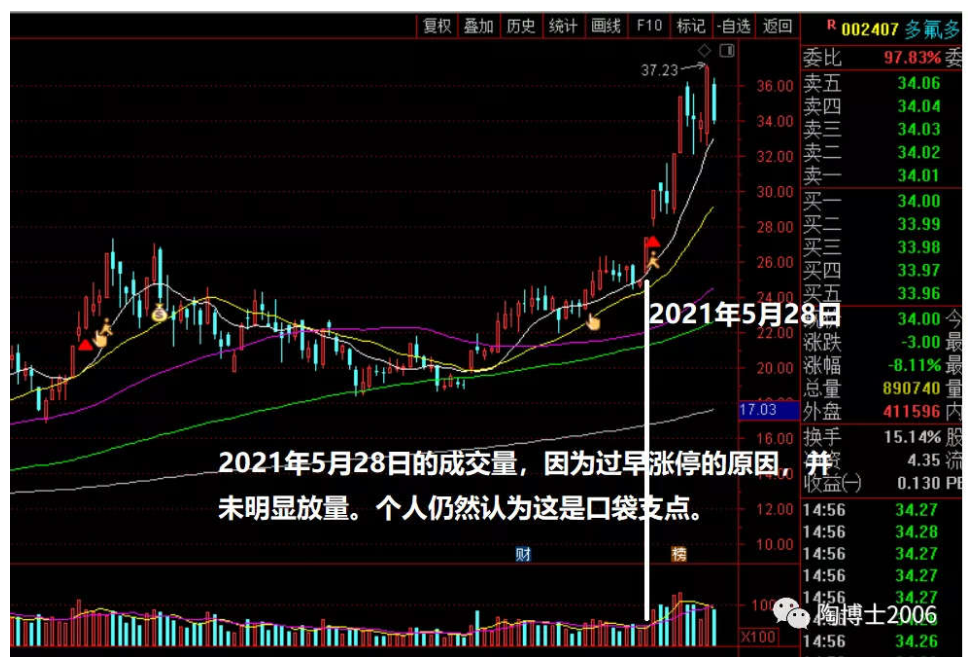 复权 叠加 历史 统计 画线 F10 标记 -自选 返回
R 002407 多氟多
委比 97.83% 委
37.23
36.00
34.00
32.00
30.00
28.00
26.00
24.00
22.00
20.00
17.03
16.00
14.00
12.00
10.00
卖五 34.06
卖四 34.04
卖三 34.03
卖二 34.02
卖一 34.01
买一 34.00
买二 33.99
买三 33.98
买四 33.97
买五 33.96
2021年5月28日
34.00 今
涨跌 -3.00 最
涨幅 -8.11% 最
总量 890740 量
外盘 411596 内
换手 15.14% 股
资 4.35 流
收益㈠ 0.130 PE
2021年5月28日的成交量，因为过早涨停的原因，并
未明显放量。个人仍然认为这是口袋支点。
财
榜
14:56 34.27
14:56 34.28
14:56 34.27
14:56 34.27
14:56 34.27
14:56 34.26
X100
陶博士2006